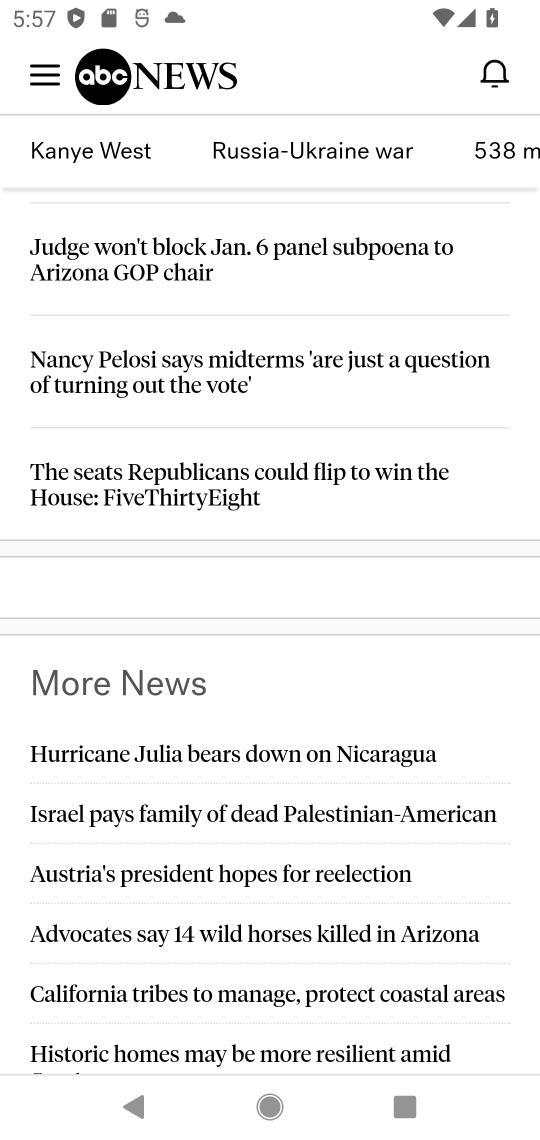 5:57
abc NEWS
Kanye West Russia-Ukraine war 538 m
Judge won't block Jan. 6 panel subpoena to
Arizona GOP chair
Nancy Pelosi says midterms 'are just a question
of turning out the vote'
The seats Republicans could flip to win the
House: FiveThirtyEight
More News
Hurricane Julia bears down on Nicaragua
Israel pays family of dead Palestinian-American
Austria's president hopes for reelection
Advocates say 14 wild horses killed in Arizona
California tribes to manage, protect coastal areas
Historic homes may be more resilient amid